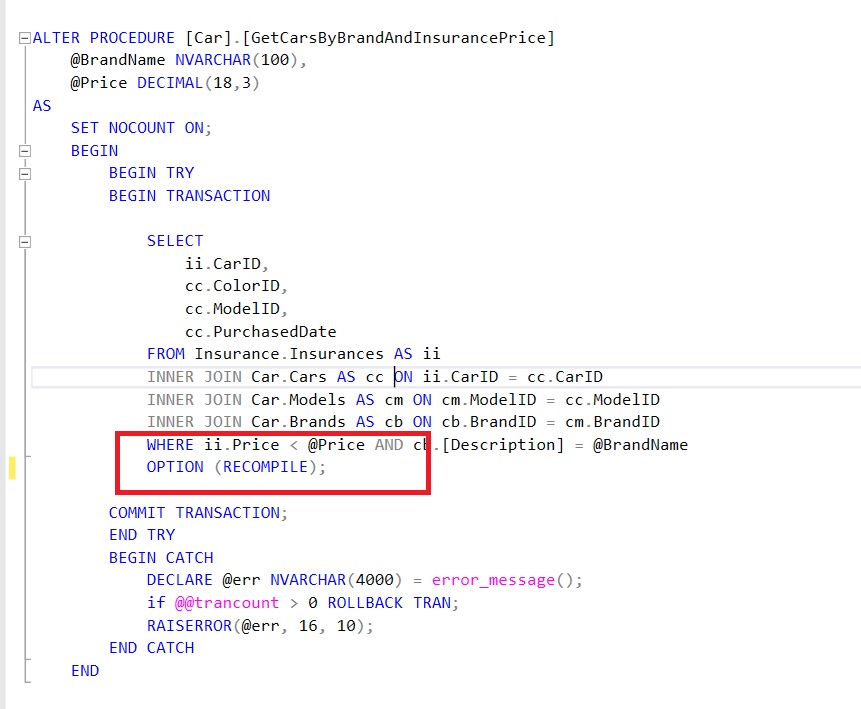 ALTER PROCEDURE [Car].[GetCarsByBrandAndInsurancePrice]
@BrandName NVARCHAR(100),
@Price DECIMAL(18,3)
AS
SET NOCOUNT ON;
BEGIN
BEGIN TRY
BEGIN TRANSACTION
SELECT
ii.CarID,
cc.ColorID,
cc.ModelID,
cc.PurchasedDate
FROM Insurance.Insurances AS ii
INNER JOIN Car.Cars AS cc ON ii.CarID = cc.CarID
INNER JOIN Car.Models AS cm ON cm.ModelID = cc.ModelID
INNER JOIN Car.Brands AS cb ON cb.BrandID = cm.BrandID
WHERE ii.Price < @Price AND cb.[Description] = @BrandName
OPTION (RECOMPILE);
COMMIT TRANSACTION;
END TRY
BEGIN CATCH
DECLARE @err NVARCHAR(4000) = error_message();
if @@trancount > 0 ROLLBACK TRAN;
RAISERROR(@err, 16, 10);
END CATCH
END